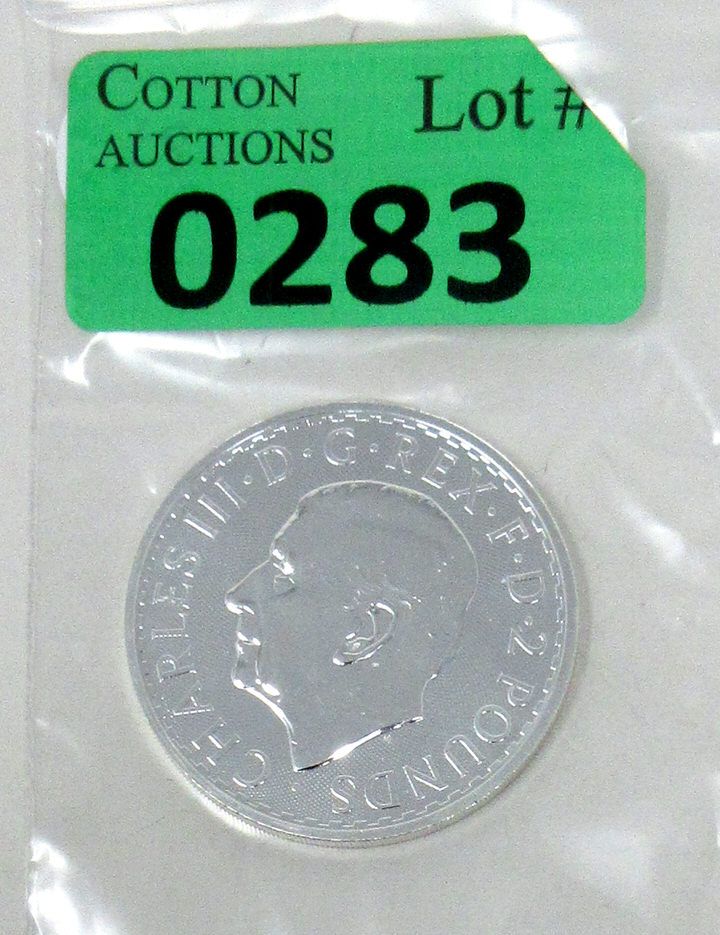 COTTON
AUCTIONS
Lot #
0283
CHARLES III·D·G·REX·F·D·2 POUNDS